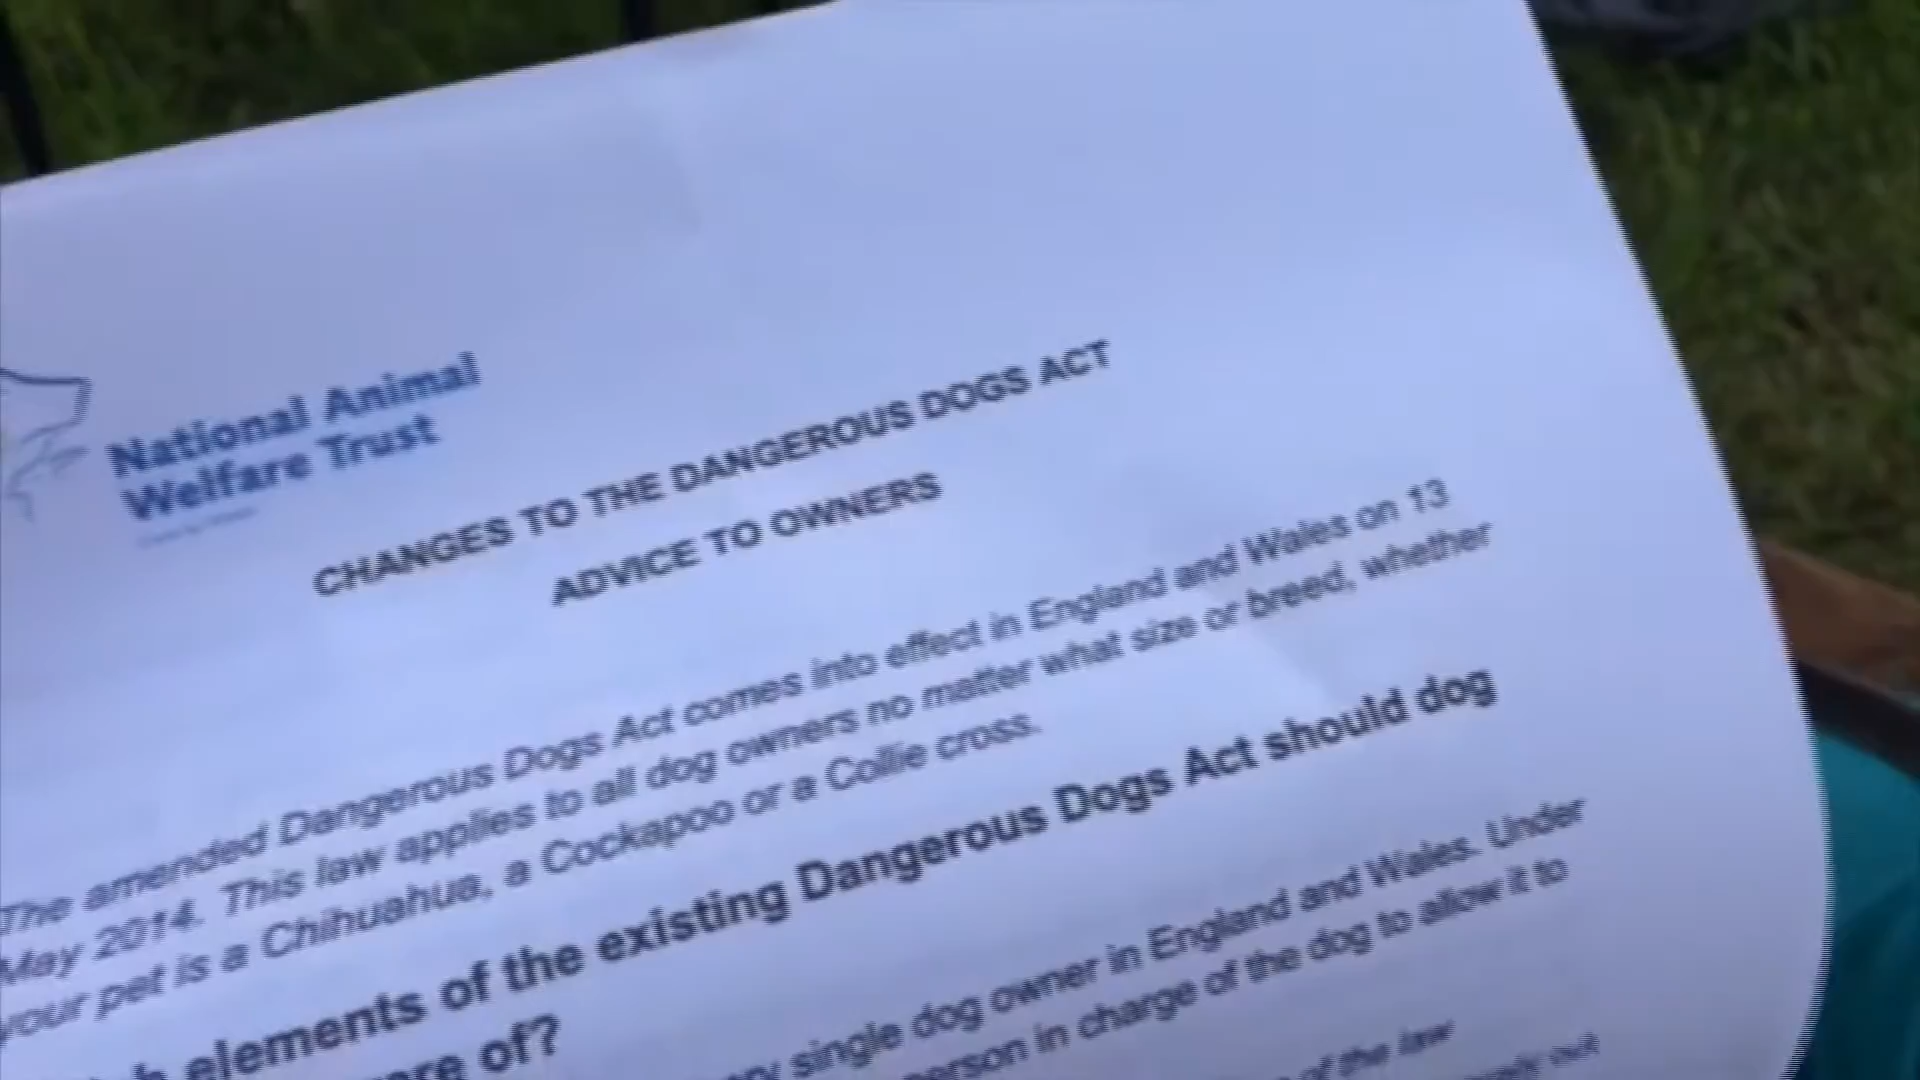 National Animal
Welfare Trust
CHANGES TO THE DANGEROUS DOGS ACT
ADVICE TO OWNERS
The amended Dangerous Dogs Act comes into effect in England and Wales on 13
May 2014. This law applies to all dog owners no matter what size or breed, whether
your pet is a Chihuahua, a Cockapoo or a Collie cross.
elements of the existing Dangerous Dogs Act should dog
of?
single dog owner in England and Wales. Under
person in charge of the dog to allow it to
of the law
out